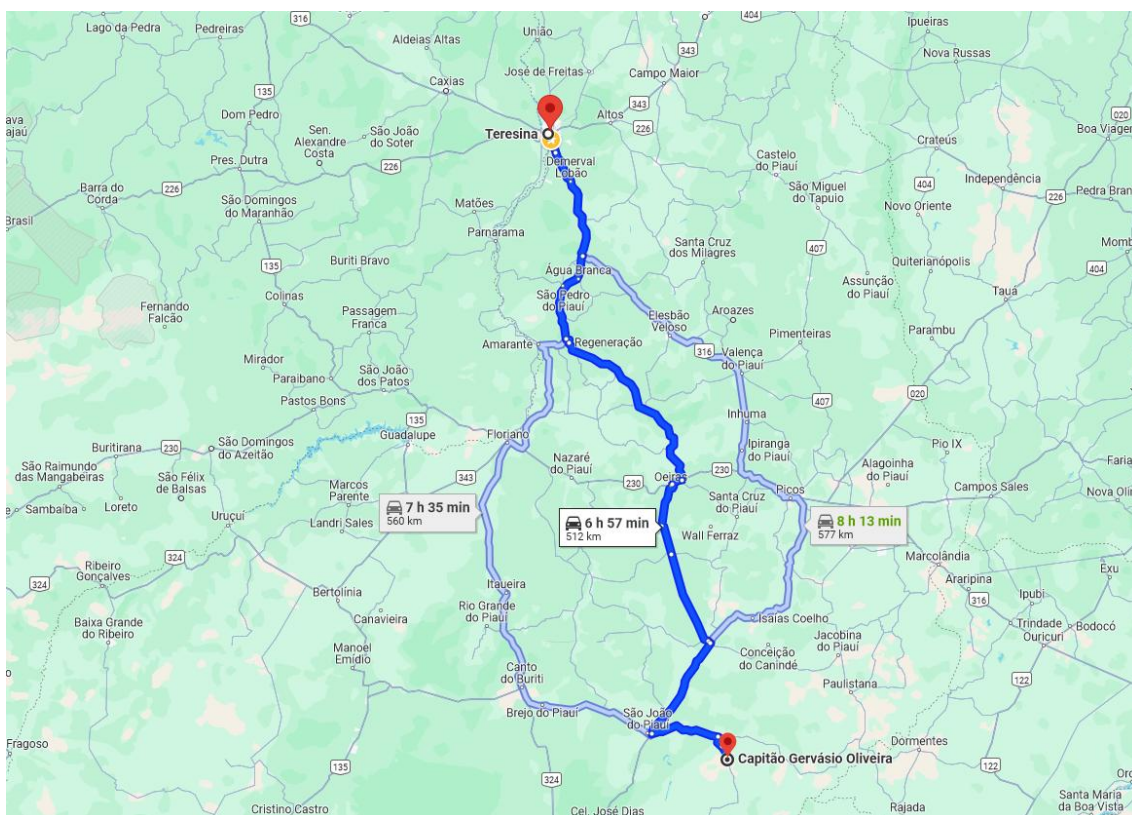 316
404
Lago da Pedra
Pedreiras
União
Ipueiras
Aldeias Altas
343
Nova Russas
José de Freitas
Campo Maior
Caxias
135
343
Dom Pedro
Altos
226
020
Teresina
Boa Viagem
Sen.
Alexandre
Costa
São João
do Soter
Crateús
Pres. Dutra
226
Demerval
Lobão
Castelo
do Piauí
Independência
404
226
Barra do
Corda
226
São Miguel
do Tapuio
Pedra Bran
São Domingos
do Maranhão
Matões
Novo Oriente
Brasil
Parnarama
Santa Cruz
dos Milagres
407
Momb
Buriti Bravo
Quiterianópolis
135
Água Branca
Assunção
do Piauí
404
Colinas
São Pedro
do Piauí
Tauá
Fernando
Falcão
Passagem
Franca
Elesbão
Veloso
Aroazes
Parambu
Pimenteiras
Amarante
Regeneração
316
Mirador
Valença
do Piauí
São João
dos Patos
Paraibano
020
Pastos Bons
407
135
Inhuma
Buritirana
230
São Domingos
do Azeitão
Guadalupe
Floriano
Pio IX
Ipiranga
do Piauí
Nazaré
do Piauí
230
Alagoinha
do Piauí
Faria
São Raimundo
das Mangabeiras
343
Oeiras
São Félix
de Balsas
Marcos
Parente
230
Santa Cruz
do Piauí
Picos
Campos Sales
Sambaíba
Loreto
7 h 35 min
560 km
6 h 57 min
512 km
8 h 13 min
577 km
Nova Olin
Uruçuí
Landri Sales
Wall Ferraz
324
Marcolândia
Ribeiro
Gonçalves
324
Exu
Araripina
Itaueira
Bertolínia
316
Ipubi
Baixa Grande
do Ribeiro
Canavieira
Rio Grande
do Piauí
Isaías Coelho
Trindade
Bodocó
Ouricuri
Jacobina
do Piauí
Manoel
Emídio
Conceição
do Canindé
122
Canto
do Buriti
Paulistana
Brejo do Piauí
São João
do Piauí
Fragoso
Dormentes
Capitão Gervásio Oliveira
135
122
324
Santa Maria
da Boa Vista
Cristino Castro
Cel. José Dias
Rajada